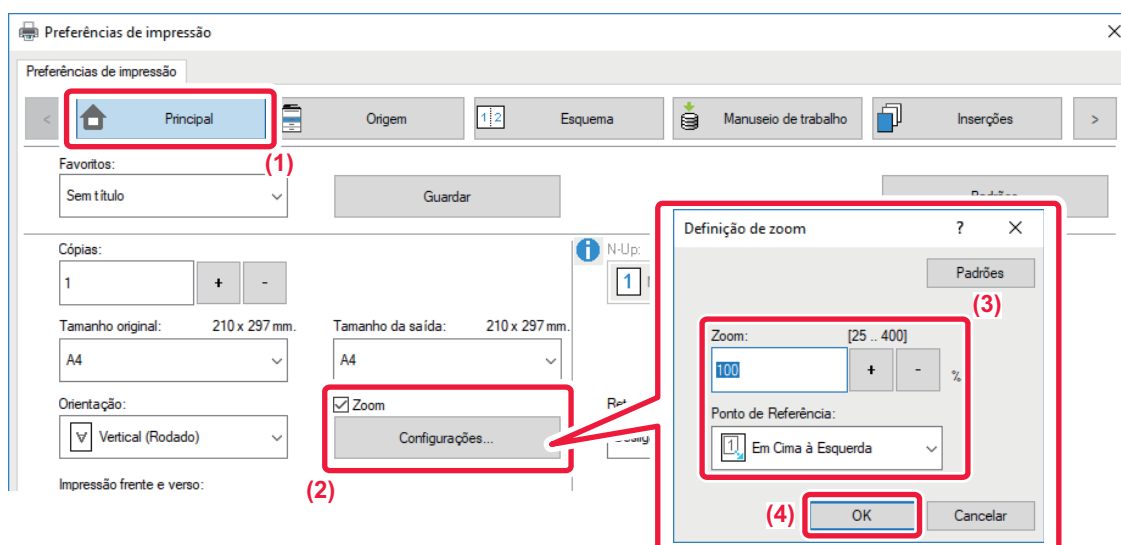 Preferências de impressão
Preferências de impressão
< Principal Origem 1 2 Esquema Manuseio de trabalho Inserções >
(1)
Favoritos:
Sem título Guardar
Cópias: N-Up:
1 + - 1
Tamanho original: 210 x 297 mm. Tamanho da saída: 210 x 297 mm.
A4 A4
Orientação: Zoom
Vertical (Rodado) Configurações...
(2)
Impressão frente e verso:
Definição de zoom ?
Padrões
(3)
Zoom: [25 .. 400]
100 + - %
Ponto de Referência:
1 Em Cima à Esquerda
(4) OK Cancelar